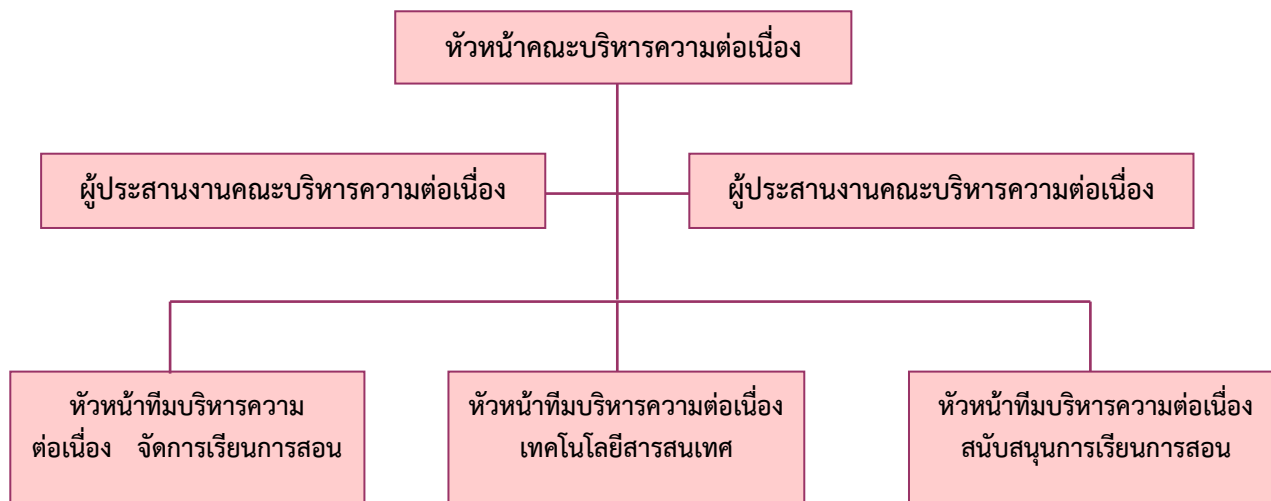 หัวหน้าคณะบริหารความต่อเนื่อง
ผู้ประสานงานคณะบริหารความต่อเนื่อง
ผู้ประสานงานคณะบริหารความต่อเนื่อง
หัวหน้าทีมบริหารความ
ต่อเนื่อง จัดการเรียนการสอน
หัวหน้าทีมบริหารความต่อเนื่อง
เทคโนโลยีสารสนเทศ
หัวหน้าทีมบริหารความต่อเนื่อง
สนับสนุนการเรียนการสอน